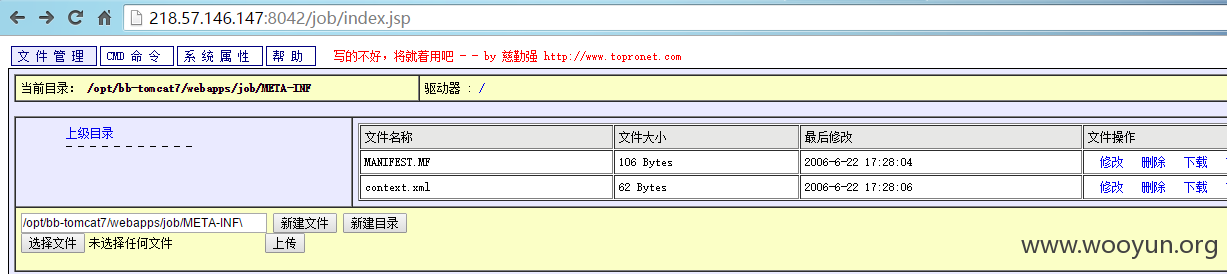 218.57.146.147:8042/job/index.jsp
文件管理 CMD命令 系统属性 帮助 写的不好，将就着用吧 - - by 慈勤强 http://www.topronet.com
当前目录: /opt/bb-tomcat7/webapps/job/META-INF 驱动器 : /
上级目录
- - - - - - - - - - -
文件名称 文件大小 最后修改 文件操作
MANIFEST.MF 106 Bytes 2006-6-22 17:28:04 修改 删除 下载
context.xml 62 Bytes 2006-6-22 17:28:06 修改 删除 下载
/opt/bb-tomcat7/webapps/job/META-INF\ 新建文件 新建目录
选择文件 未选择任何文件 上传
www.wooyun.org